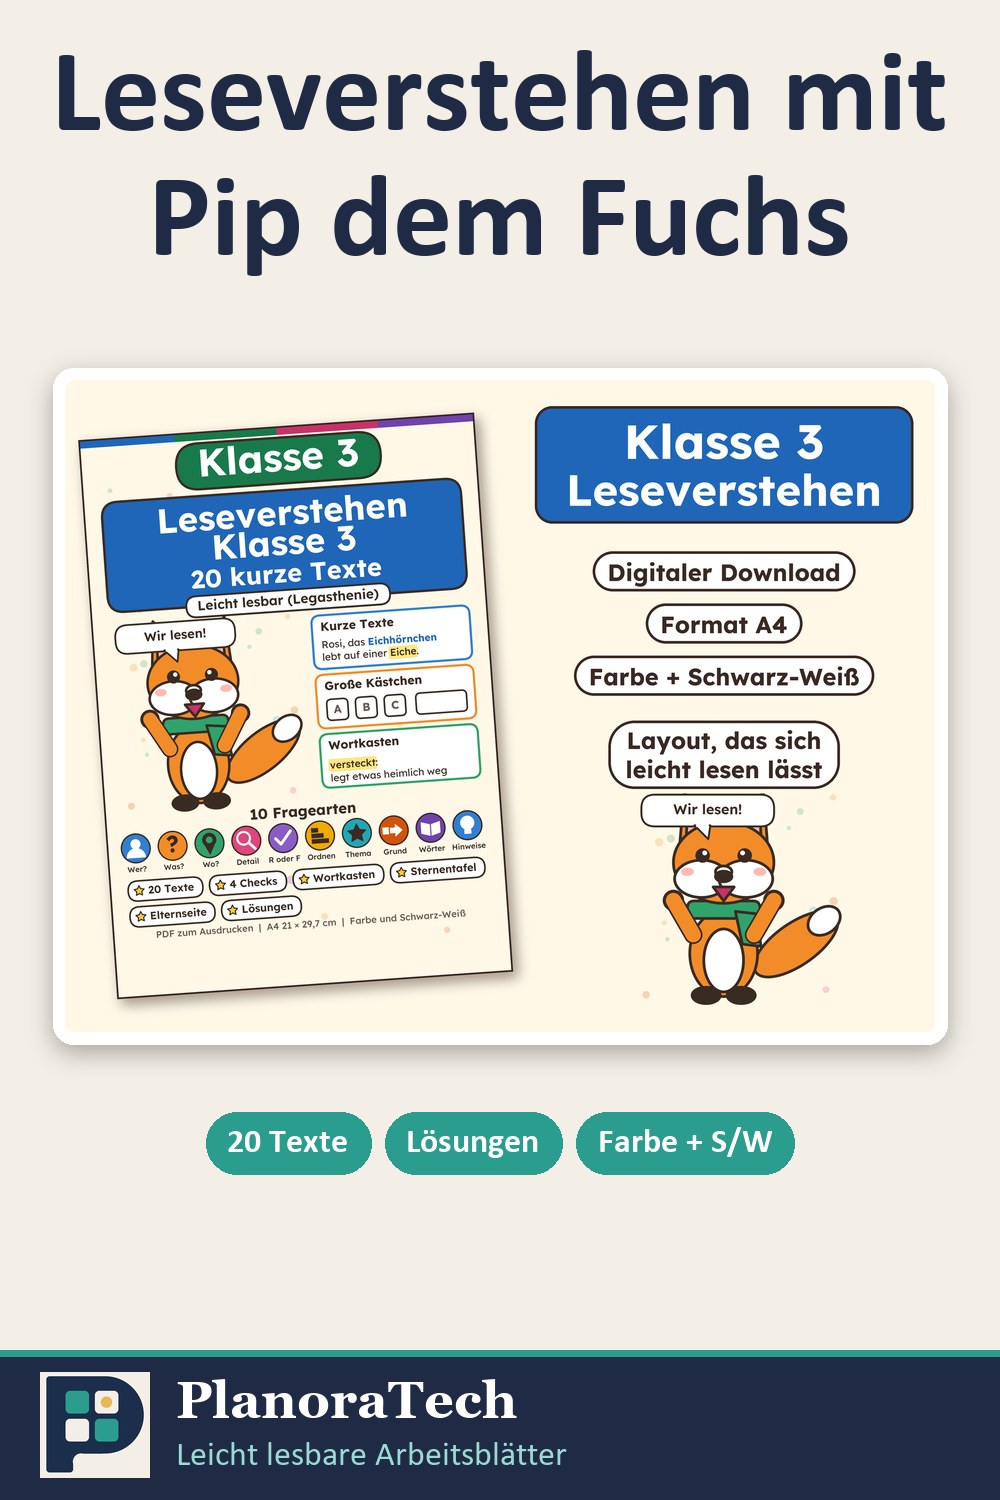 Leseverstehen mit
Pip dem Fuchs
Klasse 3
Leseverstehen
Klasse 3
20 kurze Texte
Leicht lesbar (Legasthenie)
Wir lesen!
Kurze Texte
Rosi, das Eichhörnchen
lebt auf einer Eiche.
Große Kästchen
A B C
Wortkasten
versteckt:
legt etwas heimlich weg
10 Fragearten
Wer? Was? Wo? Detail R oder F Ordnen Thema Grund Wörter Hinweise
20 Texte 4 Checks Wortkasten Sternentafel
Elternseite Lösungen
PDF zum Ausdrucken | A4 21 × 29,7 cm | Farbe und Schwarz-Weiß
Klasse 3
Leseverstehen
Digitaler Download
Format A4
Farbe + Schwarz-Weiß
Layout, das sich
leicht lesen lässt
Wir lesen!
20 Texte Lösungen Farbe + S/W
PlanoraTech
Leicht lesbare Arbeitsblätter